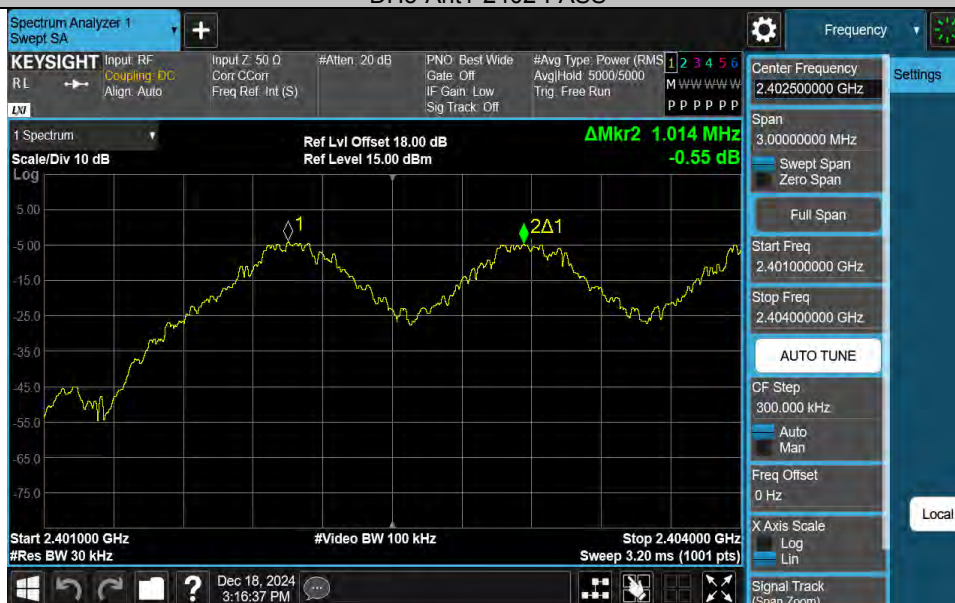 Spectrum Analyzer 1
Swept SA
+
Frequency
KEYSIGHT
RL
LXI
Input: RF
Coupling: DC
Align: Auto
Input Z: 50 Ω
Corr CCorr
Freq Ref: Int (S)
#Atten: 20 dB
PNO: Best Wide
Gate: Off
IF Gain: Low
Sig Track: Off
#Avg Type: Power (RMS
Avg|Hold: 5000/5000
Trig: Free Run
1 2 3 4 5 6
M W W W W W
P P P P P P
1 Spectrum
Scale/Div 10 dB
Log
Ref Lvl Offset 18.00 dB
Ref Level 15.00 dBm
ΔMkr2 1.014 MHz
-0.55 dB
5.00
-5.00
-15.0
-25.0
-35.0
-45.0
-55.0
-65.0
-75.0
1
2Δ1
Start 2.401000 GHz
#Res BW 30 kHz
#Video BW 100 kHz
Stop 2.404000 GHz
Sweep 3.20 ms (1001 pts)
Dec 18, 2024
3:16:37 PM
?
Center Frequency
2.402500000 GHz
Span
3.00000000 MHz
Swept Span
Zero Span
Full Span
Start Freq
2.401000000 GHz
Stop Freq
2.404000000 GHz
AUTO TUNE
CF Step
300.000 kHz
Auto
Man
Freq Offset
0 Hz
X Axis Scale
Log
Lin
Signal Track
(Span Zoom)
Settings
Local